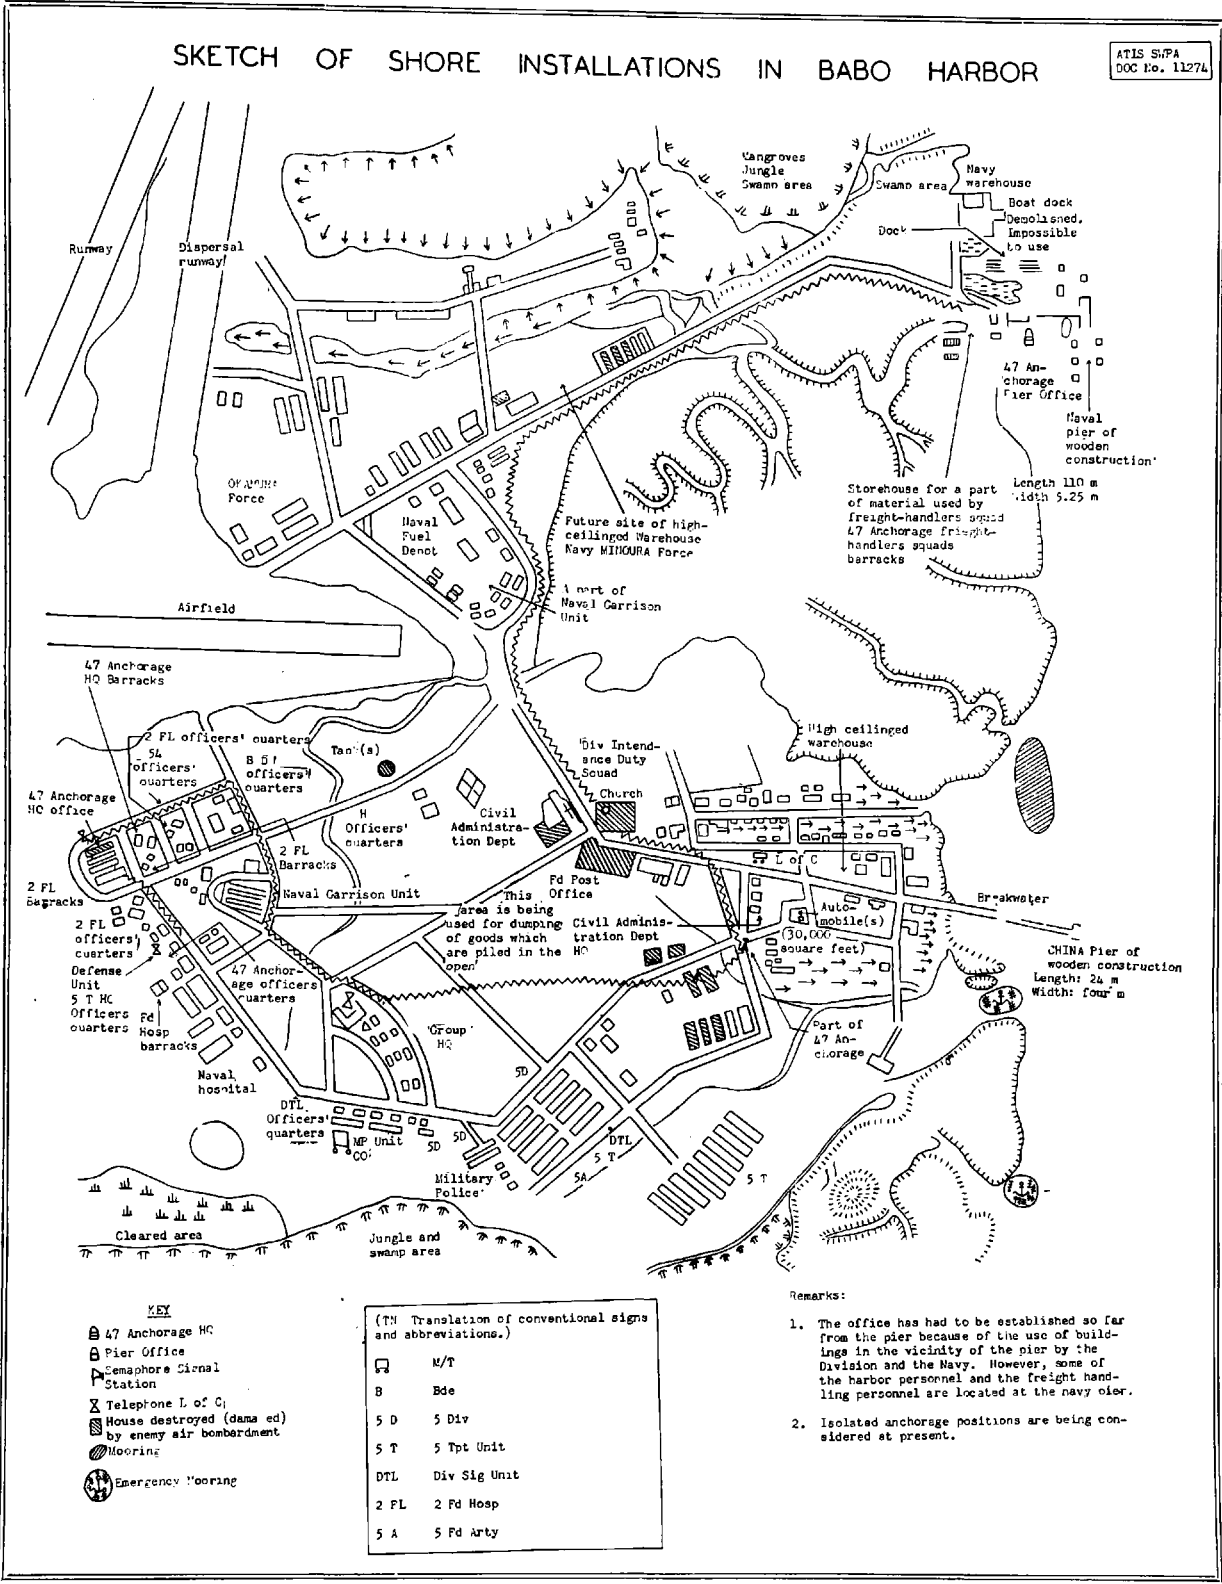 SKETCH OF SHORE INSTALLATIONS IN BABO HARBOR
ATIS SWPA
DOC No. 11274
Runway
Dispersal
runway
Mangroves
Jungle
Swamp area
Swamp area
Navy
warehouse
Boat dock
Demolished.
Impossible
to use
Dock
47 An-
chorage
Pier Office
Naval
pier of
wooden
construction
Length 110 m
Width 5.25 m
Storehouse for a part
of material used by
freight-handlers squad
47 Anchorage frieght-
handlers squads
barracks
Future site of high-
ceilinged Warehouse
Navy MINOURA Force
Force
Naval
Fuel
Depot
A part of
Naval Garrison
Unit
Airfield
47 Anchorage
HQ Barracks
2 FL officers' quarters
54
officers'
quarters
officers'
quarters
Tank(s)
47 Anchorage
HQ office
H
Officers'
quarters
Civil
Administra-
tion Dept
Div Intend-
ance Duty
Squad
Church
High ceilinged
warehouse
2 FL
Barracks
2 FL
Barracks
Naval Garrison Unit
Fd Post
Office
L of C
Breakwater
This
area is being
used for dumping
of goods which
are piled in the
open
Civil Adminis-
tration Dept
HQ
Auto-
mobile(s)
(30,000
square feet)
CHINA Pier of
wooden construction
Length: 24 m
Width: four m
2 FL
officers'
quarters
Defense
Unit
5 T HQ
Officers
quarters
Fd
Hosp
barracks
47 Anchor-
age officers
quarters
Group
HQ
Part of
47 An-
chorage
Naval
hospital
DTL
Officers'
quarters
MP Unit
CO
5D
5D
5D
Military
Police
DTL
5 T
5A
5 T
Cleared area
Jungle and
swamp area
KEY
47 Anchorage HQ
Pier Office
Semaphore Signal
Station
Telephone L of C
House destroyed (dama ed)
by enemy air bombardment
Mooring
Emergency Mooring
(TN Translation of conventional signs
and abbreviations.)
M/T
B Bde
5 D 5 Div
5 T 5 Tpt Unit
DTL Div Sig Unit
2 FL 2 Fd Hosp
5 A 5 Fd Arty
Remarks:
1. The office has had to be established so far
from the pier because of the use of build-
ings in the vicinity of the pier by the
Division and the Navy. However, some of
the harbor personnel and the freight hand-
ling personnel are located at the navy pier.
2. Isolated anchorage positions are being con-
sidered at present.